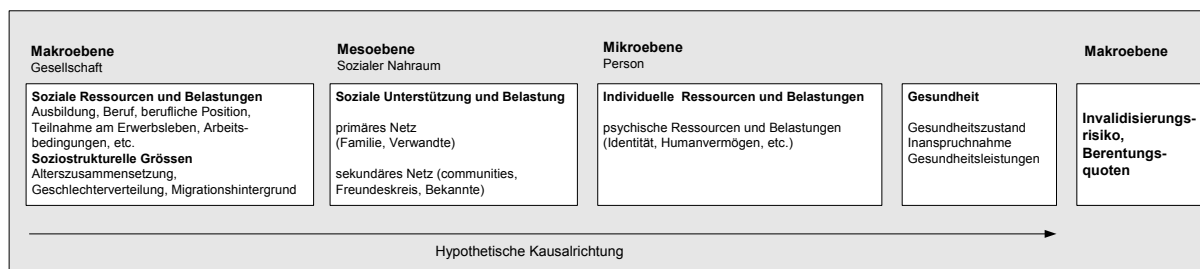 Makroebene
Gesellschaft
Soziale Ressourcen und Belastungen
Ausbildung, Beruf, berufliche Position,
Teilnahme am Erwerbsleben, Arbeits-
bedingungen, etc.
Soziostrukturelle Grössen
Alterszusammensetzung,
Geschlechterverteilung, Migrationshintergrund
Mesoebene
Sozialer Nahraum
Soziale Unterstützung und Belastung
primäres Netz
(Familie, Verwandte)
sekundäres Netz (communities,
Freundeskreis, Bekannte)
Mikroebene
Person
Individuelle Ressourcen und Belastungen
psychische Ressourcen und Belastungen
(Identität, Humanvermögen, etc.)
Gesundheit
Gesundheitszustand
Inanspruchnahme
Gesundheitsleistungen
Makroebene
Invalidisierungs-
risiko,
Berentungs-
quoten
Hypothetische Kausalrichtung